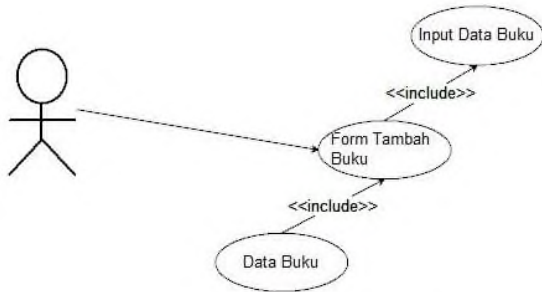 Input Data Buku
<<include>>
Form Tambah
Buku
<<include>>
Data Buku